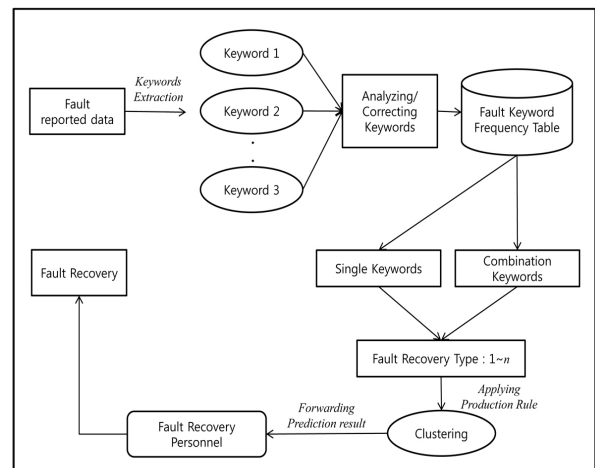 Keyword 1
Keywords
Extraction
Fault
reported data
Keyword 2
.
.
Keyword 3
Analyzing/
Correcting
Keywords
Fault Keyword
Frequency Table
Single Keywords
Combination
Keywords
Fault Recovery
Fault Recovery Type : 1~n
Applying
Production Rule
Forwarding
Prediction result
Fault Recovery
Personnel
Clustering